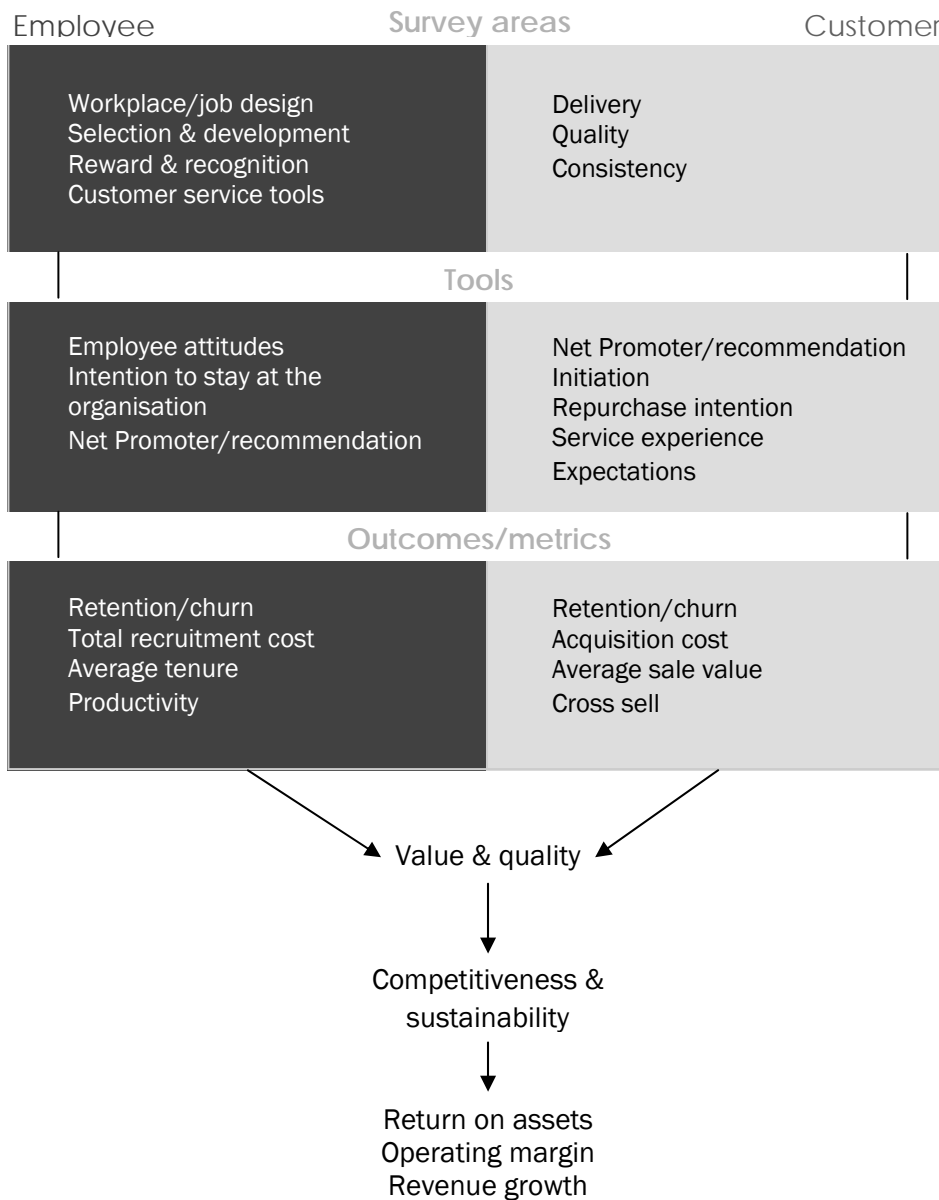 Employee
Survey areas
Customer
Workplace/job design
Selection & development
Reward & recognition
Customer service tools
Delivery
Quality
Consistency
Tools
Employee attitudes
Intention to stay at the
organisation
Net Promoter/recommendation
Net Promoter/recommendation
Initiation
Repurchase intention
Service experience
Expectations
Outcomes/metrics
Retention/churn
Total recruitment cost
Average tenure
Productivity
Retention/churn
Acquisition cost
Average sale value
Cross sell
Value & quality
Competitiveness &
sustainability
Return on assets
Operating margin
Revenue growth